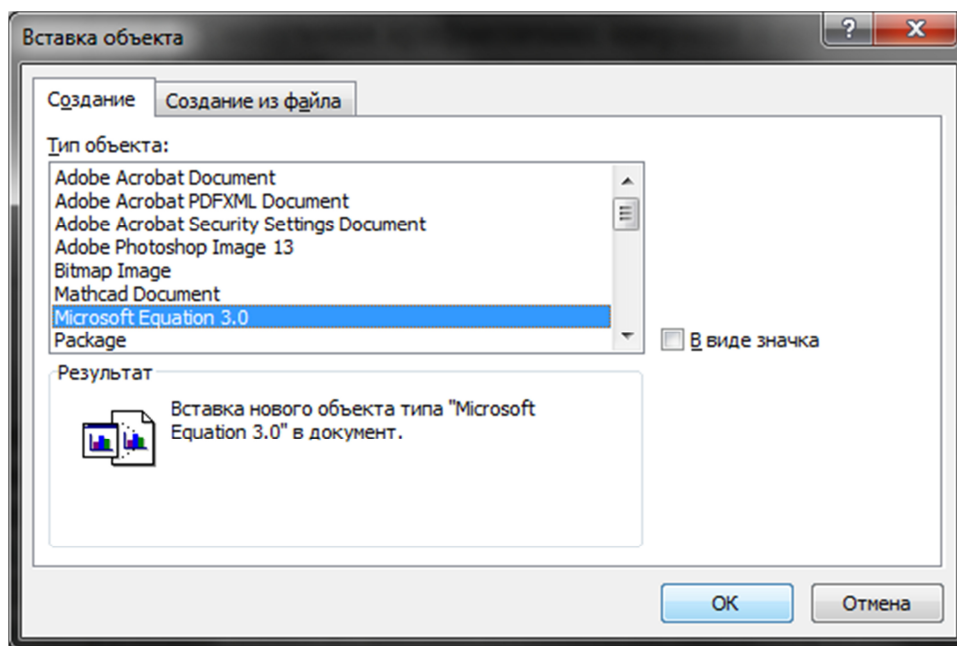 Вставка объекта
Создание
Создание из файла
Тип объекта:
Adobe Acrobat Document
Adobe Acrobat PDFXML Document
Adobe Acrobat Security Settings Document
Adobe Photoshop Image 13
Bitmap Image
Mathcad Document
Microsoft Equation 3.0
Package
В виде значка
Результат
Вставка нового объекта типа "Microsoft
Equation 3.0" в документ.
ОК
Отмена